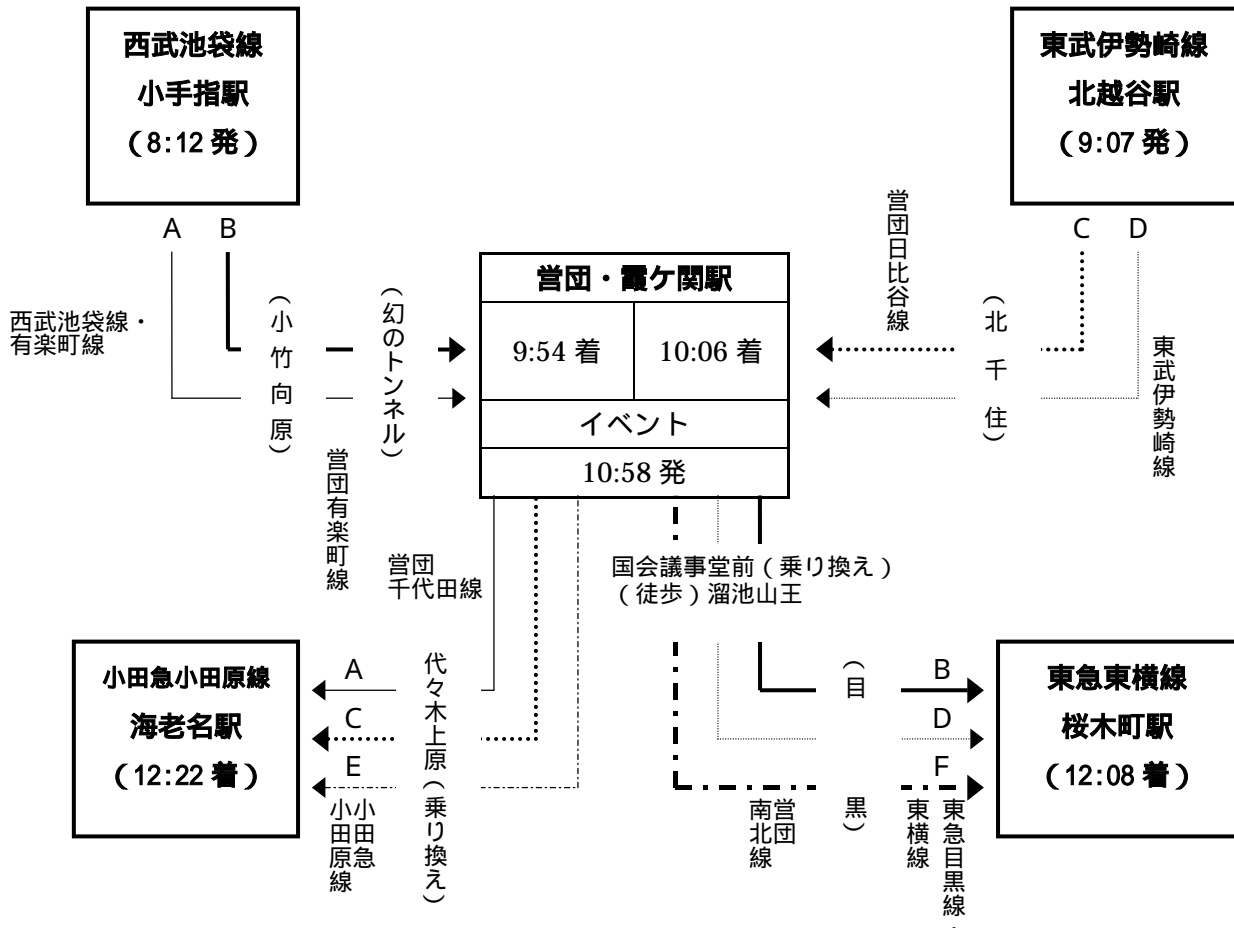 西武池袋線
小手指駅
（8:12 発）
東武伊勢崎線
北越谷駅
（9:07 発）
A B
C D
西武池袋線・
有楽町線
（小竹向原）
営団有楽町線
（幻のトンネル）
営団・霞ケ関駅
9:54 着
10:06 着
イベント
10:58 発
営団日比谷線
（北千住）
東武伊勢崎線
営団
千代田線
国会議事堂前（乗り換え）
（徒歩）溜池山王
小田急小田原線
海老名駅
（12:22 着）
A
C
E
小田急
小田原線
代々木上原（乗り換え）
営団
南北線
（目黒）
B
D
F
東急目黒線・
東横線
東急東横線
桜木町駅
（12:08 着）